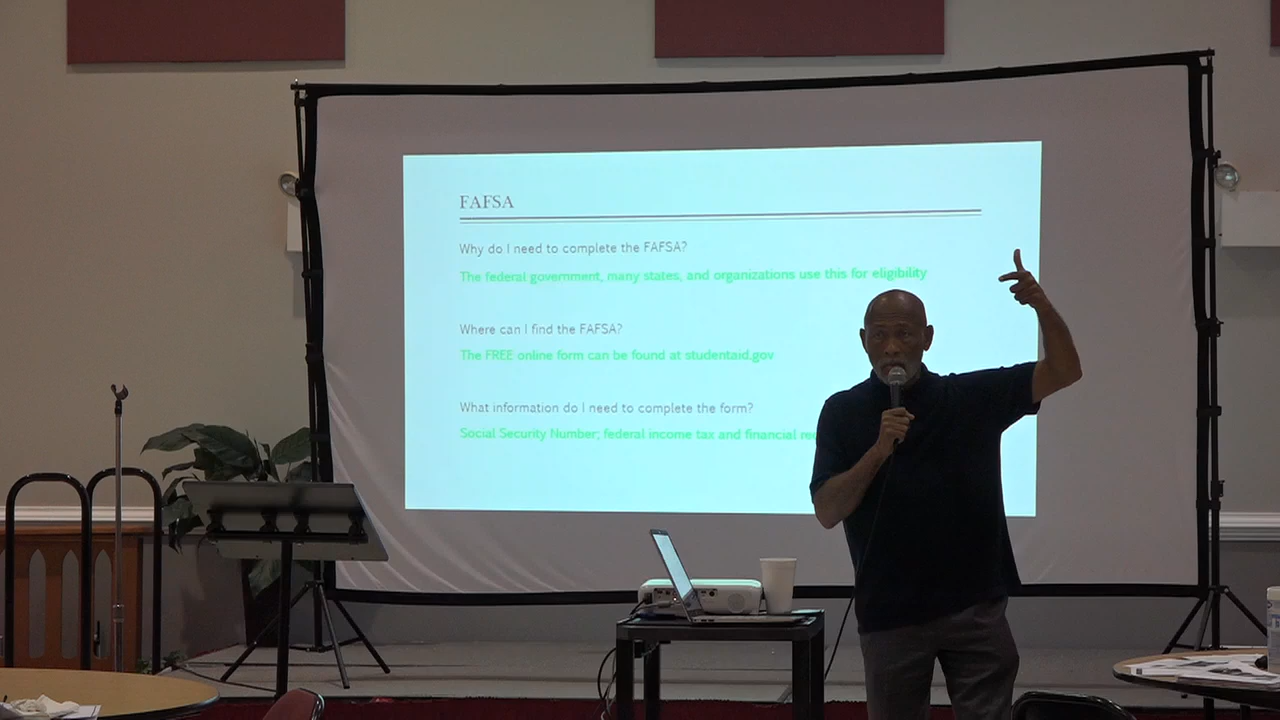 FAFSA
Why do I need to complete the FAFSA?
The federal government, many states, and organizations use this for eligibility
Where can I find the FAFSA?
The FREE online form can be found at studentaid.gov
What information do I need to complete the form?
Social Security Number; federal income tax and financial